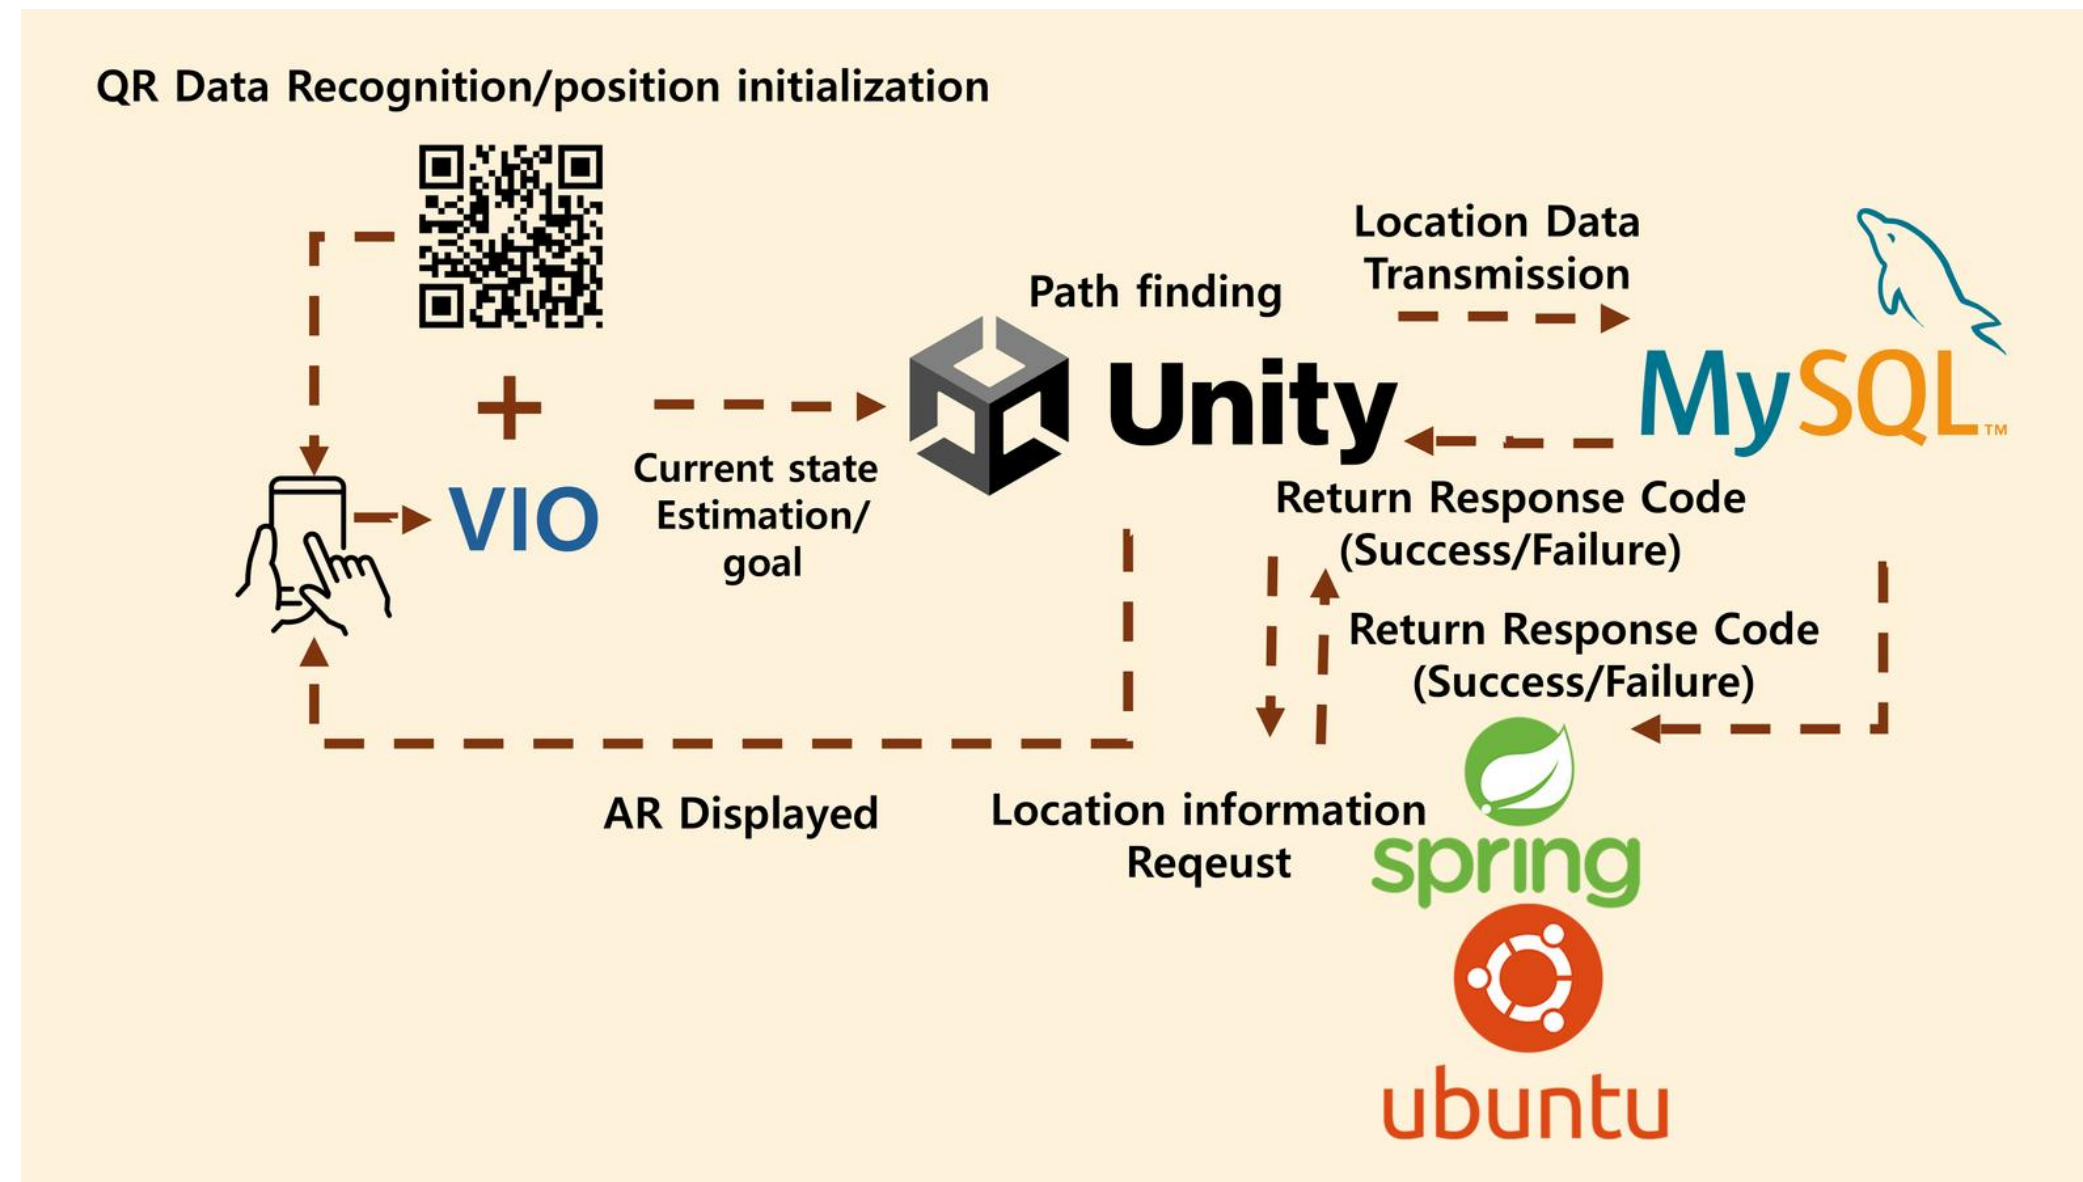 QR Data Recognition/position initialization
Location Data
Transmission
Path finding
Unity
MySQL™
Current state
Estimation/
goal
VIO
Return Response Code
(Success/Failure)
Return Response Code
(Success/Failure)
AR Displayed
Location information
Reqeust
spring
ubuntu